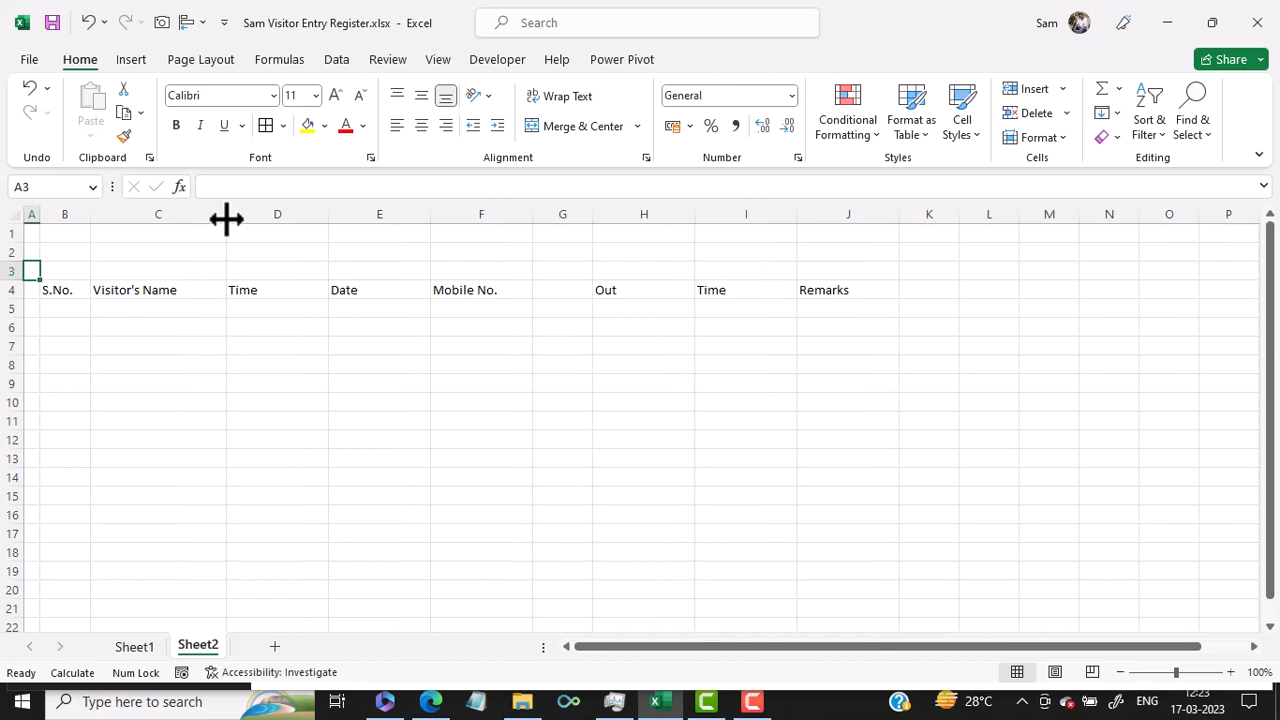 Sam Visitor Entry Register.xlsx - Excel
Search
Sam
File Home Insert Page Layout Formulas Data Review View Developer Help Power Pivot
Share
Calibri 11
Wrap Text
General
Conditional Formatting
Format as Table
Cell Styles
Insert
Sort & Filter
Find & Select
Paste
Delete
B I U
A
Merge & Center
%
Format
Undo Clipboard Font Alignment Number Styles Cells Editing
A3
fx
A B C D E F G H I J K L M N O P
1
2
3
4 S.No. Visitor's Name Time Date Mobile No. Out Time Remarks
5
6
7
8
9
10
11
12
13
14
15
16
17
18
19
20
21
22
Sheet1 Sheet2
Ready Calculate Num Lock Accessibility: Investigate 100%
Type here to search
28°C
ENG
12:23
17-03-2023